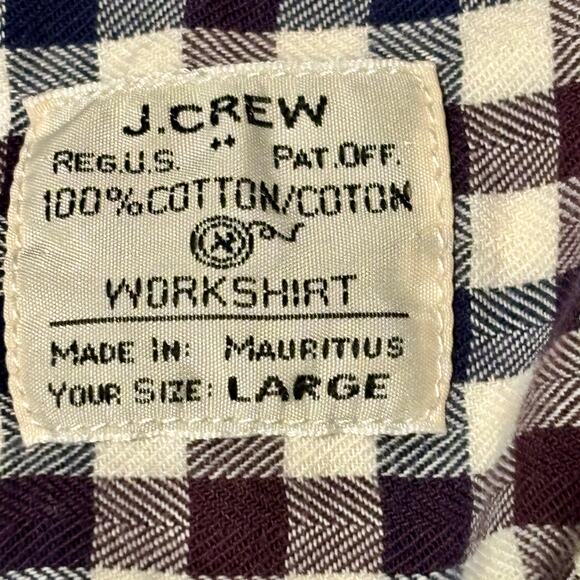 J.CREW
REG.U.S. PAT.OFF.
100%COTTON/COTON
WORKSHIRT
MADE IN: MAURITIUS
YOUR SIZE: LARGE